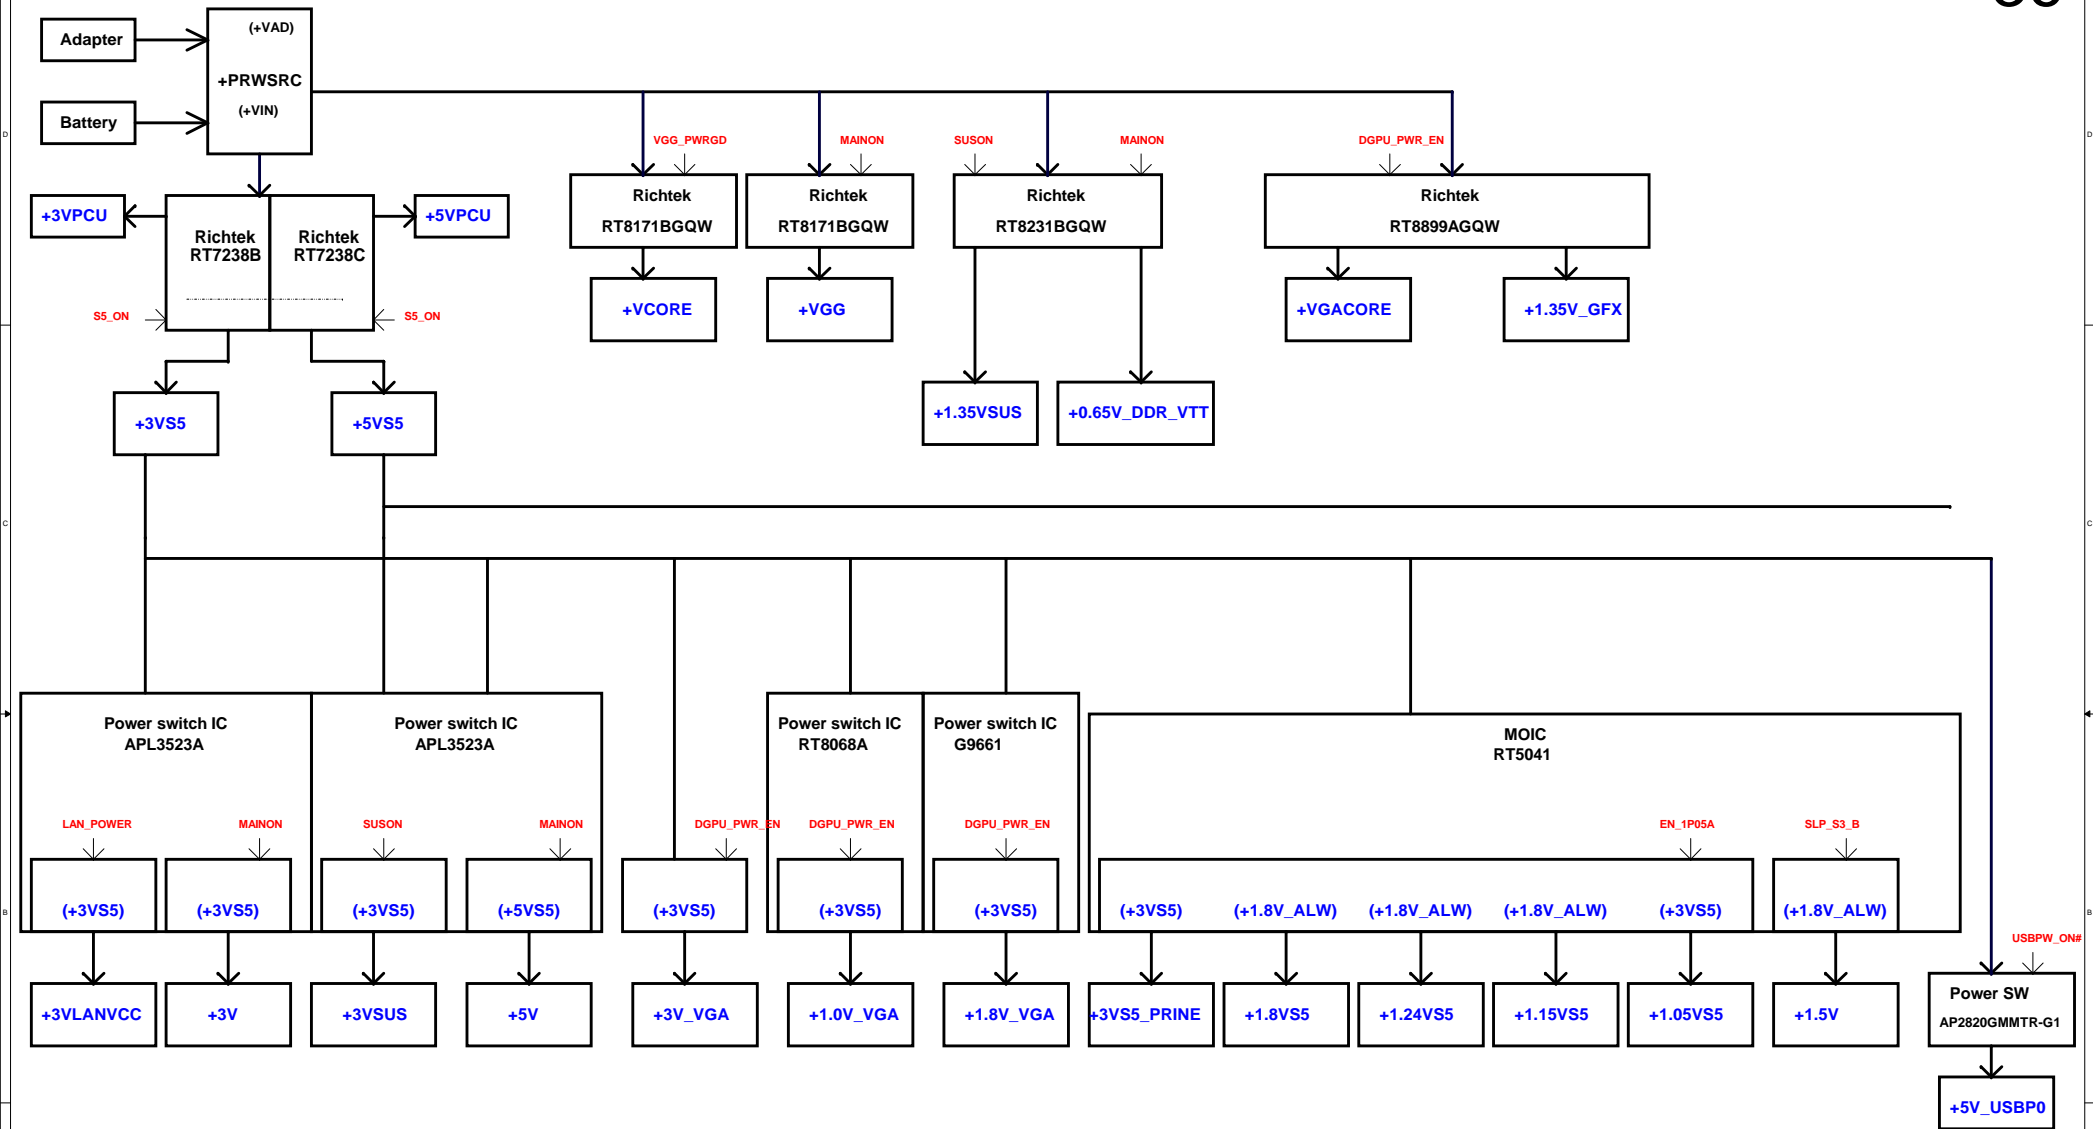 (+VAD)
Adapter
+PRWSRC
(+VIN)
Battery
VGG_PWRGD
MAINON
SUSON
MAINON
DGPU_PWR_EN
D
D
Richtek
RT8171BGQW
Richtek
RT8171BGQW
Richtek
RT8231BGQW
Richtek
RT8899AGQW
+3VPCU
+5VPCU
Richtek
RT7238B
Richtek
RT7238C
S5_ON
S5_ON
+VCORE
+VGG
+VGACORE
+1.35V_GFX
+3VS5
+5VS5
+1.35VSUS
+0.65V_DDR_VTT
C
C
Power switch IC
APL3523A
Power switch IC
APL3523A
Power switch IC
RT8068A
Power switch IC
G9661
MOIC
RT5041
LAN_POWER
MAINON
SUSON
MAINON
DGPU_PWR_EN
DGPU_PWR_EN
DGPU_PWR_EN
EN_1P05A
SLP_S3_B
B
B
(+3VS5)
(+3VS5)
(+3VS5)
(+5VS5)
(+3VS5)
(+3VS5)
(+3VS5)
(+3VS5)
(+1.8V_ALW)
(+1.8V_ALW)
(+1.8V_ALW)
(+3VS5)
(+1.8V_ALW)
USBPW_ON#
+3VLANVCC
+3V
+3VSUS
+5V
+3V_VGA
+1.0V_VGA
+1.8V_VGA
+3VS5_PRINE
+1.8VS5
+1.24VS5
+1.15VS5
+1.05VS5
+1.5V
Power SW
AP2820GMMTR-G1
+5V_USBP0